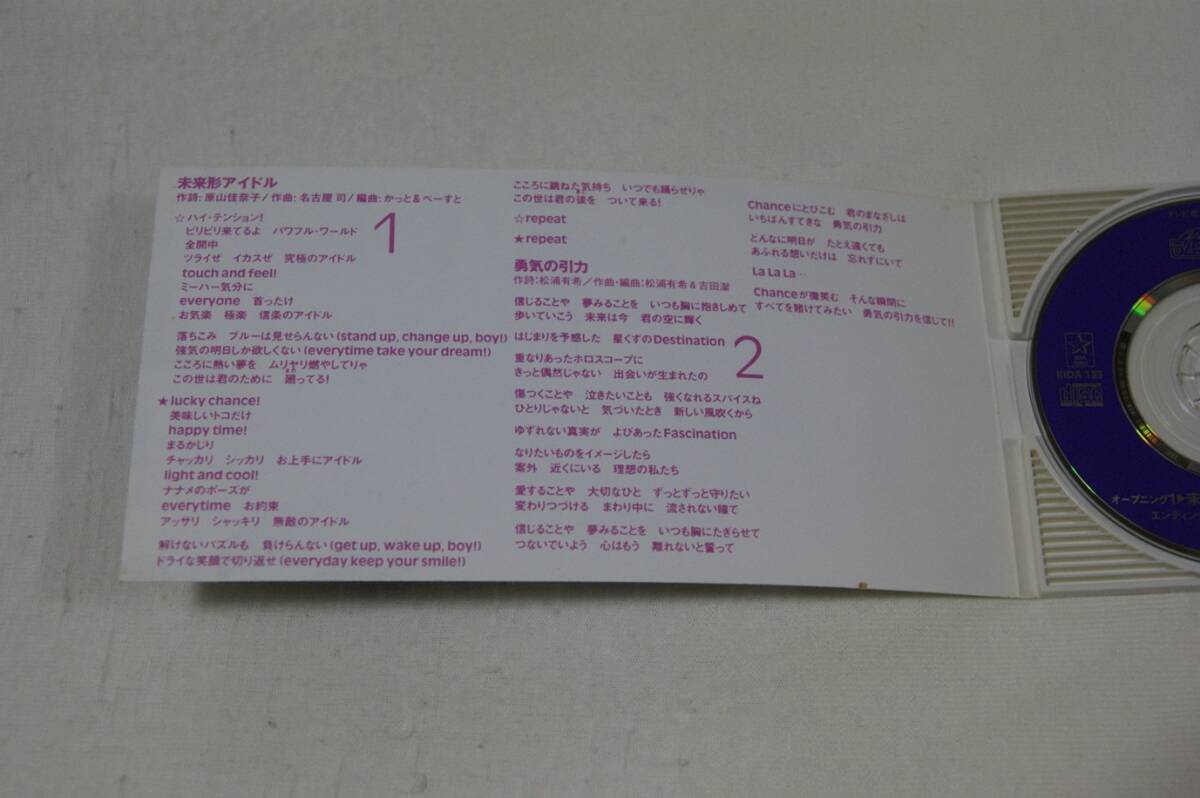 未来形アイドル
作詩：原山佳奈子/作曲：名古屋 司/編曲：かっと&べーすと
1
☆ハイ・テンション!
ビリビリ来てるよ パワフル・ワールド
全開中
ツライぜ イカスぜ 究極のアイドル
touch and feel!
ミーハー気分に
everyone 首ったけ
お気楽 極楽 信条のアイドル
落ちこみ ブルーは見せらんない(stand up, change up, boy!)
強気の明日しか欲しくない(everytime take your dream!)
こころに熱い夢を ムリヤリ燃やしてりゃ
この世は君のために 踊ってる!
★lucky chance!
美味しいトコだけ
happy time!
まるかじり
チャッカリ シッカリ お上手にアイドル
light and cool!
ナナメのポーズが
everytime お約束
アッサリ シャッキリ 無敵のアイドル
解けないパズルも 負けらんない(get up, wake up, boy!)
ドライな笑顔で切り返せ(everyday keep your smile!)
こころに跳ねた気持ち いつでも踊らせりゃ
この世は君の後を ついて来る!
☆repeat
★repeat
勇気の引力
作詩：松浦有希/作曲・編曲：松浦有希&吉田潔
2
信じることや 夢みることを いつも胸に抱きしめて
歩いていこう 未来は今 君の空に輝く
はじまりを予感した 星くずのDestination
重なりあったホロスコープに
きっと偶然じゃない 出会いが生まれたの
傷つくことや 泣きたいことも 強くなれるスパイスね
ひとりじゃないと 気づいたとき 新しい風吹くから
ゆずれない真実が よびあったFascination
なりたいものをイメージしたら
案外 近くにいる 理想の私たち
愛することや 大切なひと ずっとずっと守りたい
変わりつづける まわり中に 流されない瞳で
信じることや 夢みることを いつも胸にたぎらせて
つないでいよう 心はもう 離れないと誓って
Chanceにとびこむ 君のまなざしは
いちばんすてきな 勇気の引力
どんなに明日が たとえ遠くても
あふれる想いだけは 忘れずにいて
La La La…
Chanceが微笑む そんな瞬間に
すべてを賭けてみたい 勇気の引力を信じて!!
KIDA-133
COMPACT
disc
DIGITAL AUDIO
オープニング1▶
エンディング